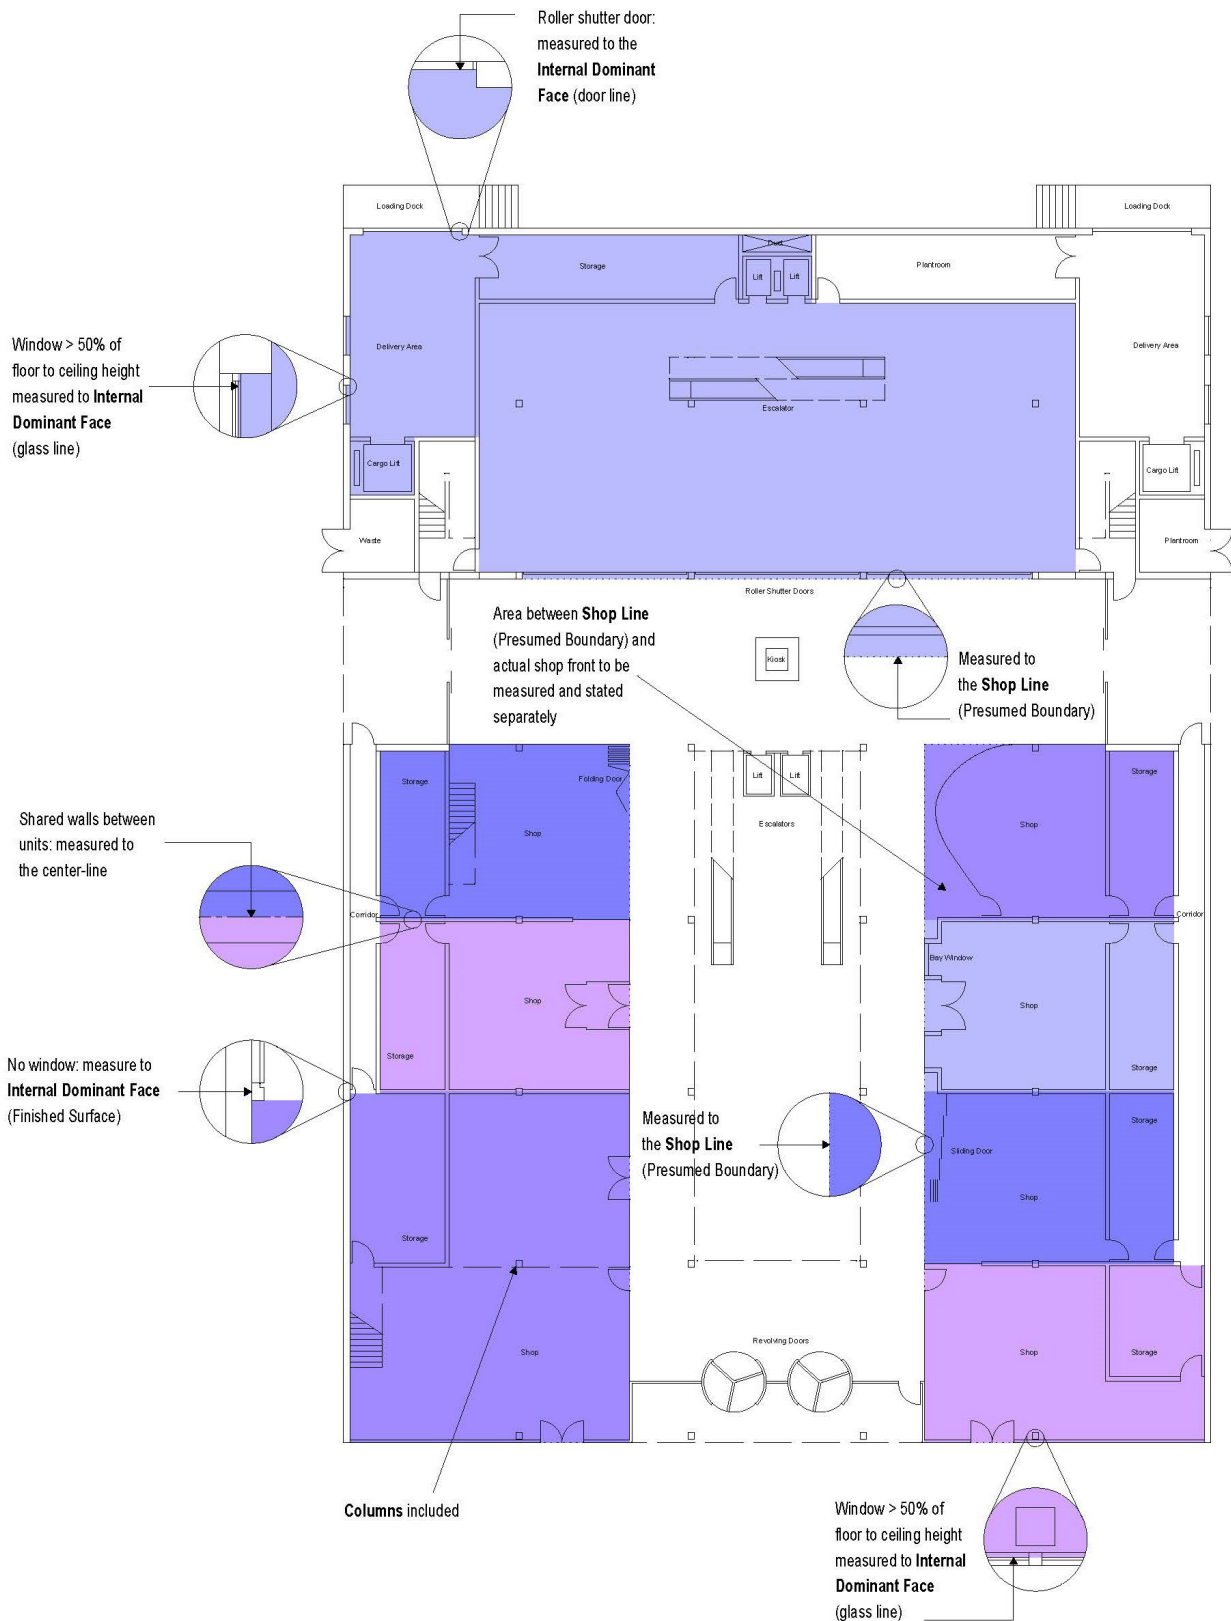 Roller shutter door:
measured to the
Internal Dominant
Face (door line)
Loading Dock
Loading Dock
Duct
Storage
Lift
Lift
Plantroom
Window > 50% of
floor to ceiling height
measured to Internal
Dominant Face
(glass line)
Delivery Area
Delivery Area
Escalator
Cargo Lift
Cargo Lift
Waste
Plantroom
Roller Shutter Doors
Area between Shop Line
(Presumed Boundary) and
actual shop front to be
measured and stated
separately
Kiosk
Measured to
the Shop Line
(Presumed Boundary)
Storage
Folding Door
Lift
Lift
Storage
Shared walls between
units: measured to
the center-line
Shop
Escalators
Shop
Corridor
Corridor
Bay Window
Shop
Shop
Storage
Storage
No window: measure to
Internal Dominant Face
(Finished Surface)
Measured to
the Shop Line
(Presumed Boundary)
Storage
Sliding Door
Shop
Storage
Revolving Doors
Shop
Shop
Storage
Columns included
Window > 50% of
floor to ceiling height
measured to Internal
Dominant Face
(glass line)